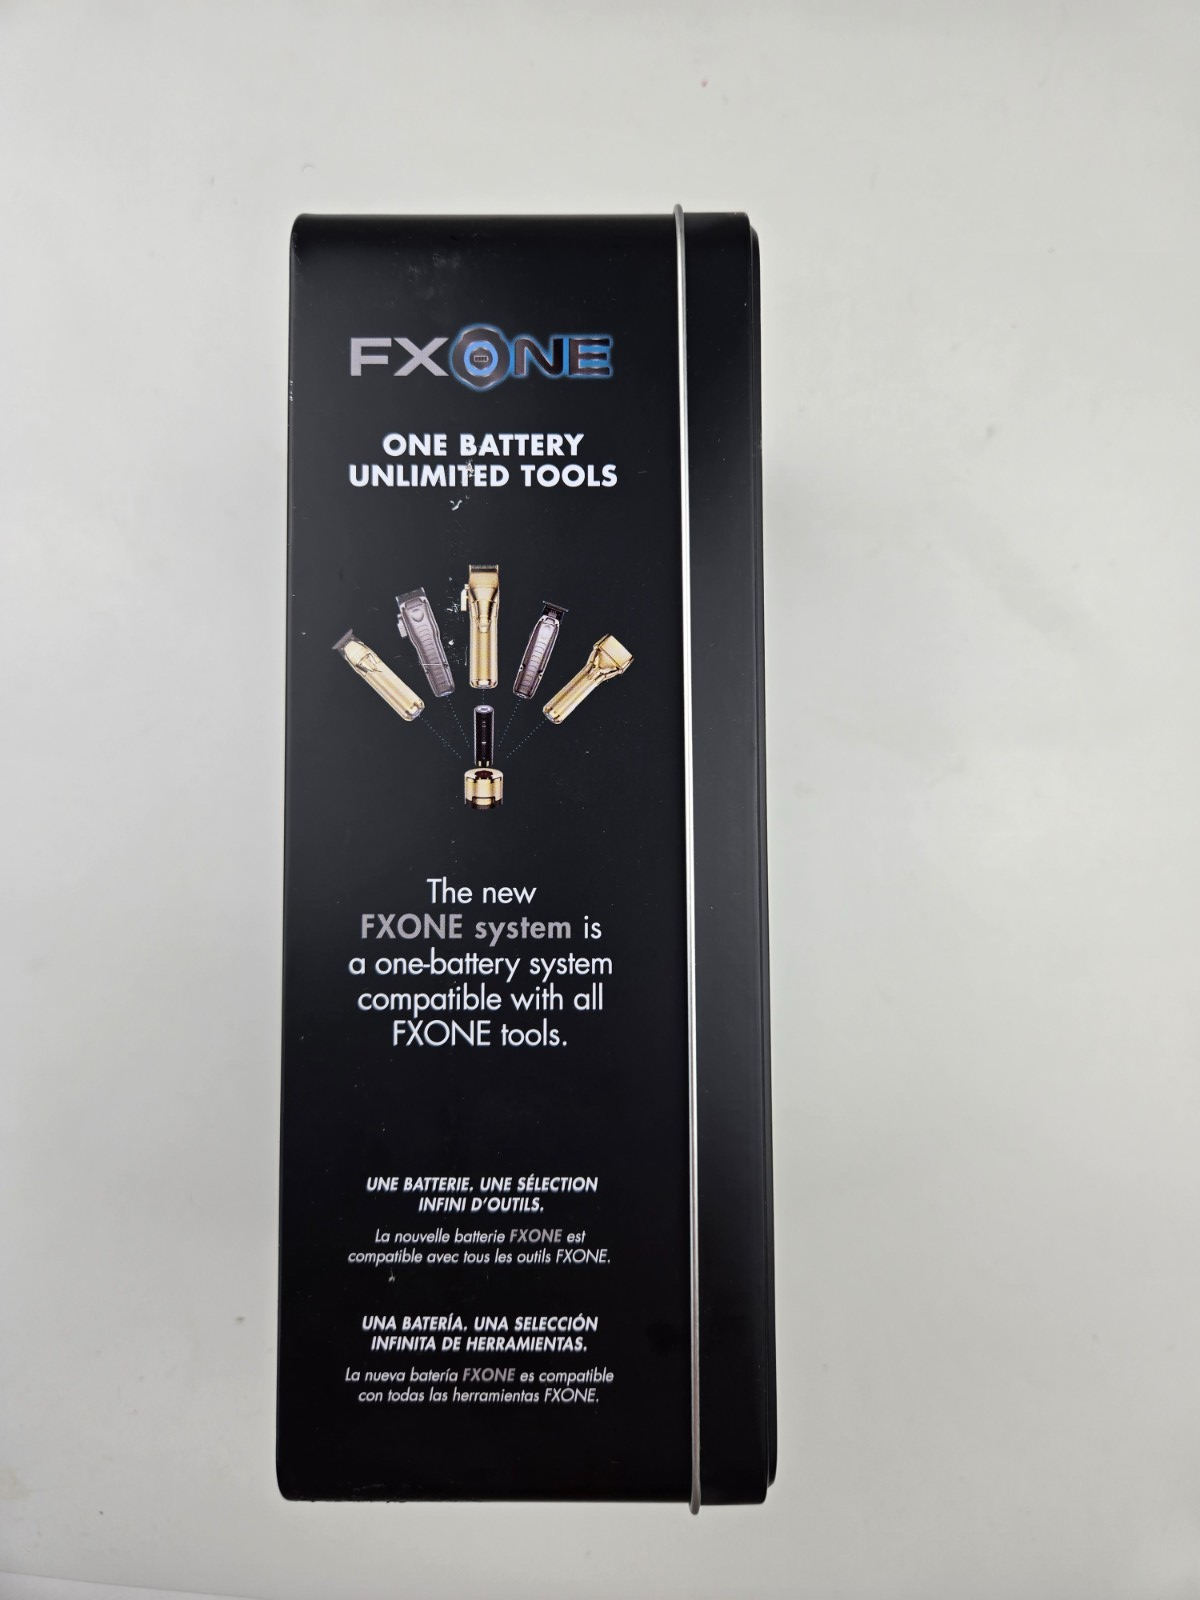 FXONE
ONE BATTERY
UNLIMITED TOOLS
The new
FXONE system is
a one-battery system
compatible with all
FXONE tools.
UNE BATTERIE. UNE SÉLECTION
INFINI D'OUTILS.
La nouvelle batterie FXONE est
compatible avec tous les outils FXONE.
UNA BATERÍA. UNA SELECCIÓN
INFINITA DE HERRAMIENTAS.
La nueva batería FXONE es compatible
con todas las herramientas FXONE.